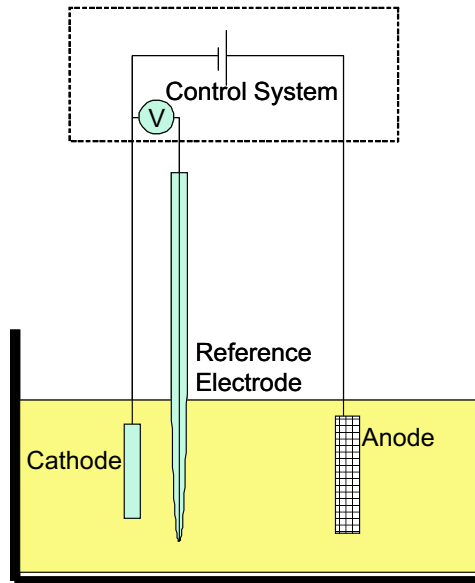 Control System
V
Reference
Electrode
Cathode
Anode